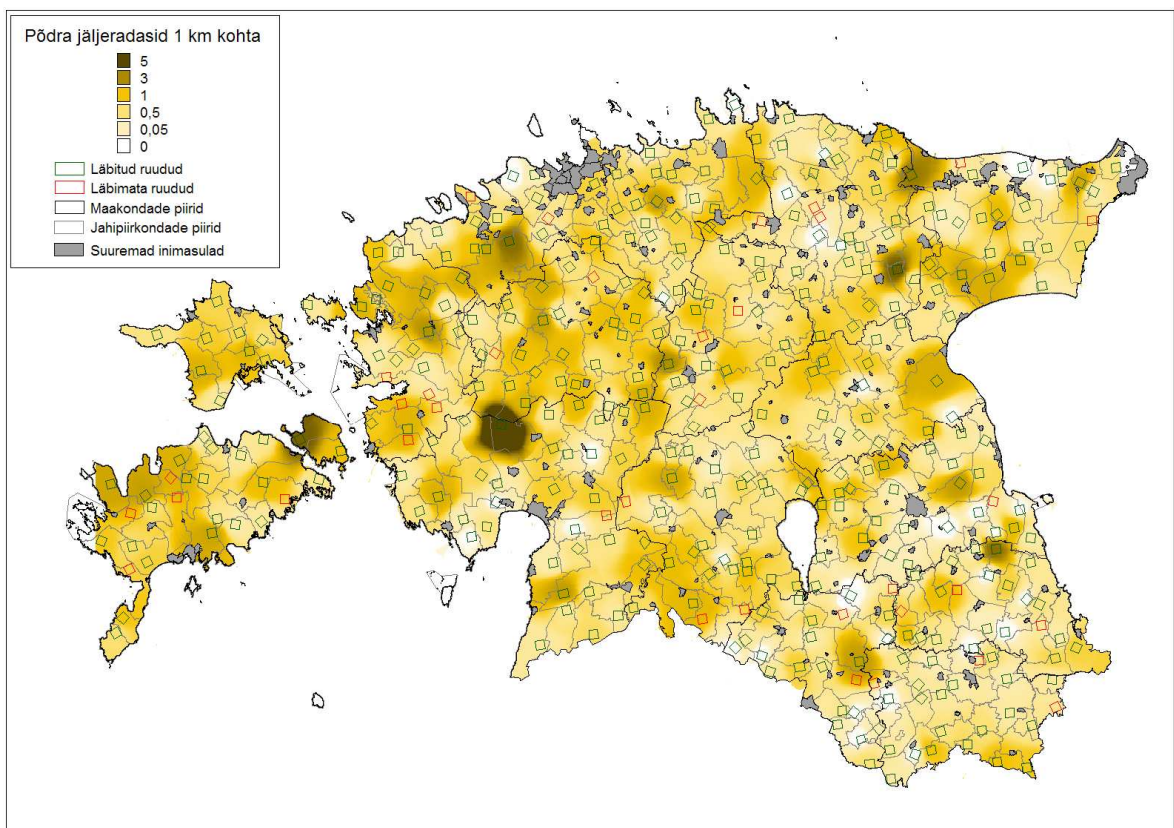 Põdra jäljeradasid 1 km kohta
5
3
1
0,5
0,05
0
Läbitud ruudud
Läbimata ruudud
Maakondade piirid
Jahipiirkondade piirid
Suuremad inimasulad